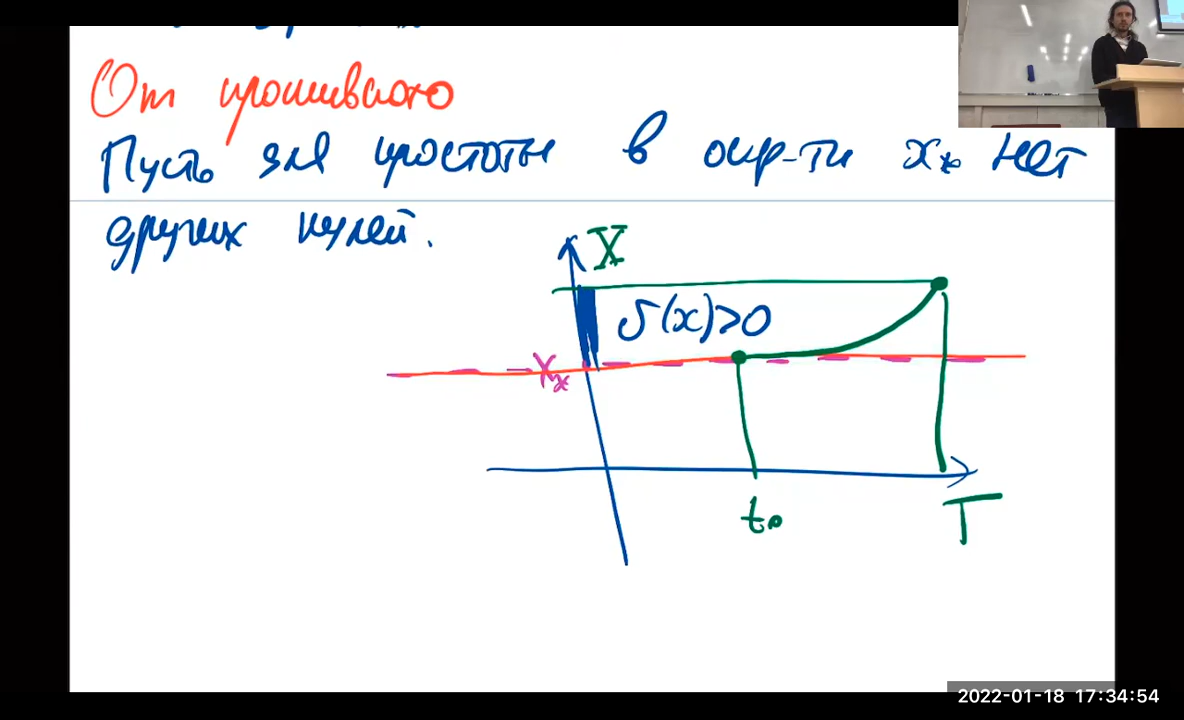 От противного
Пусть для простоты в окр-ти x* нет
других нулей.
X
v(x)>0
x*
t₀
T
2022-01-18 17:34:54